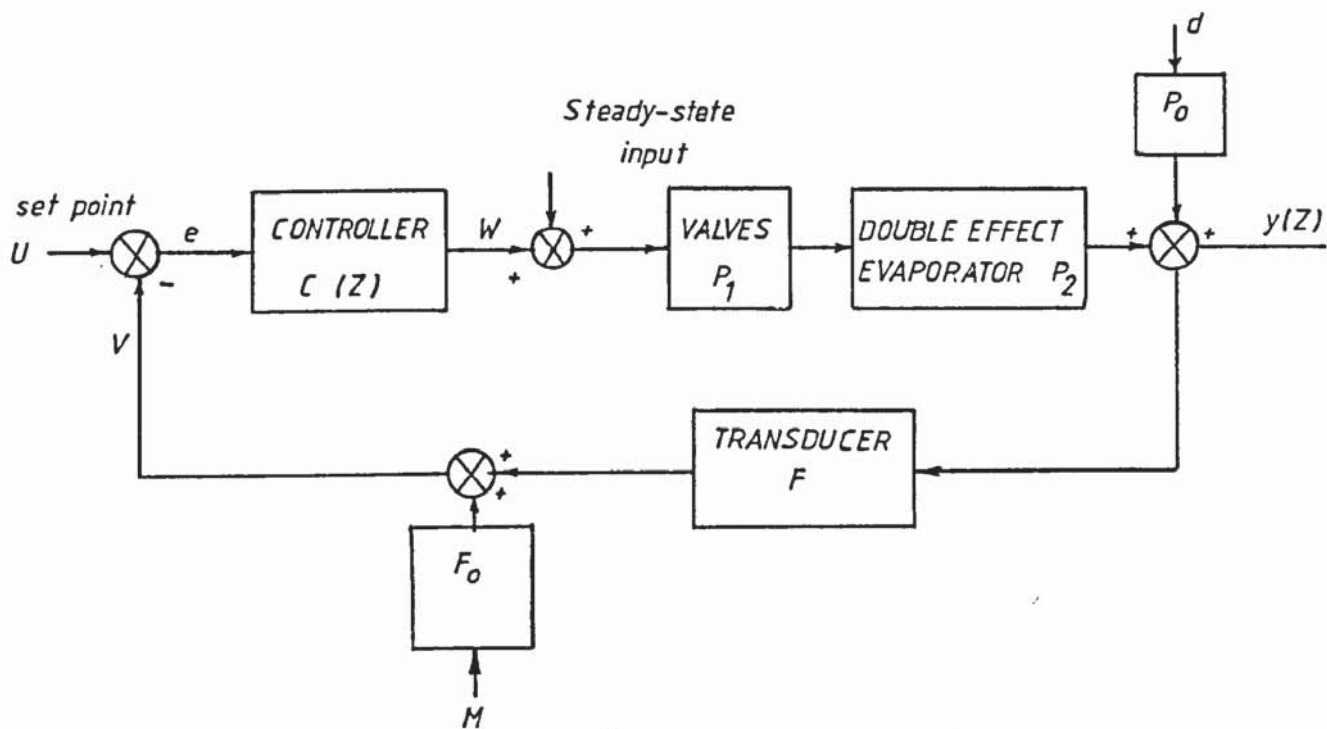 d
P0
Steady-state
input
set point
U
e
-
CONTROLLER
C (Z)
W
+
+
VALVES
P1
DOUBLE EFFECT
EVAPORATOR P2
+
+
y(Z)
V
TRANSDUCER
F
+
+
F0
M